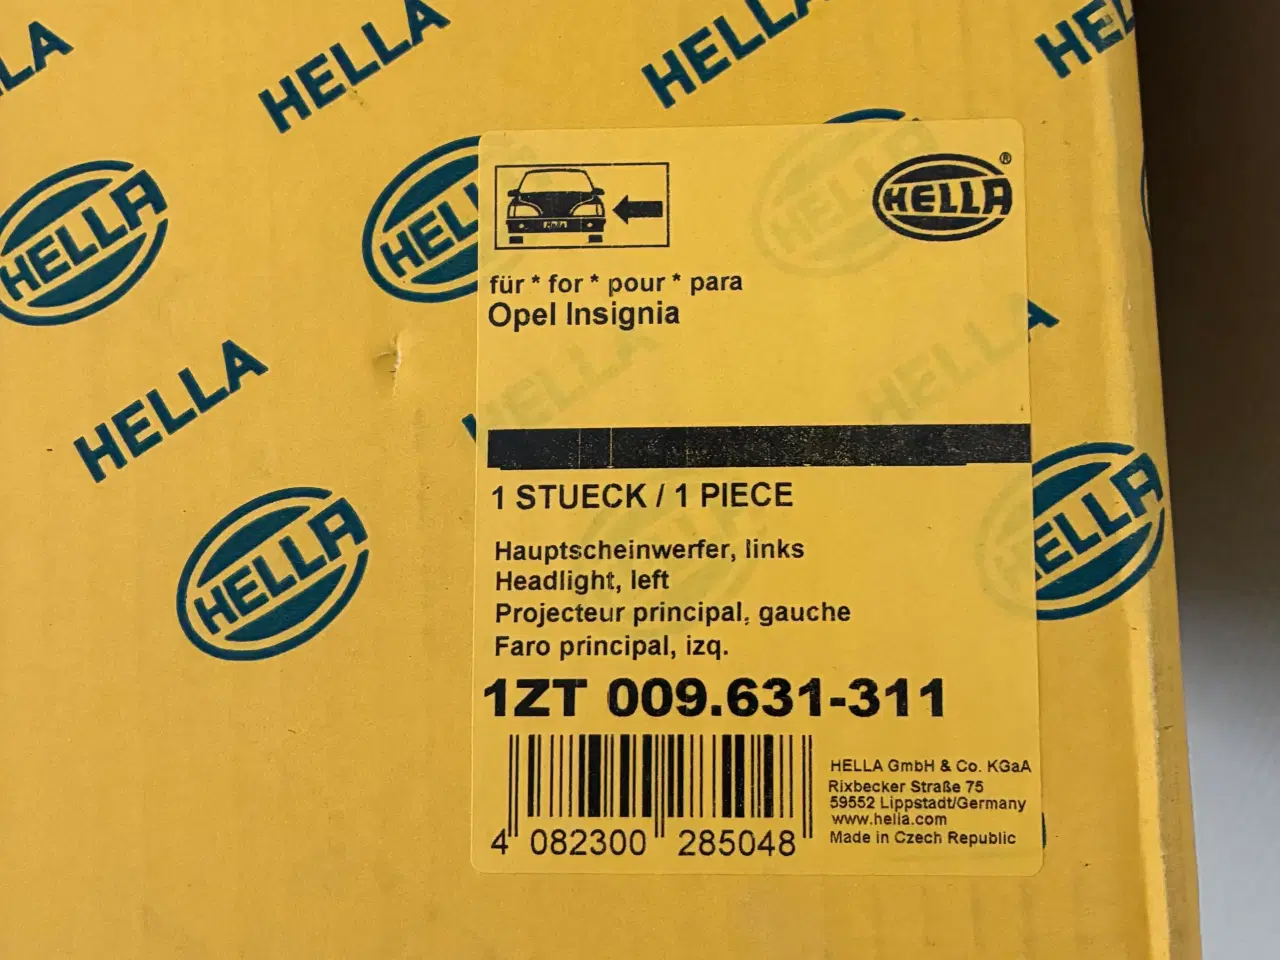 HELLA
HELLA
HELLA
HELLA
HELLA
HELLA
HELLA
HELLA
HELLA
HELLA ®
für * for * pour * para
Opel Insignia
1 STUECK / 1 PIECE
Hauptscheinwerfer, links
Headlight, left
Projecteur principal, gauche
Faro principal, izq.
1ZT 009.631-311
4 082300 285048
HELLA GmbH & Co. KGaA
Rixbecker Straße 75
59552 Lippstadt/Germany
www.hella.com
Made in Czech Republic